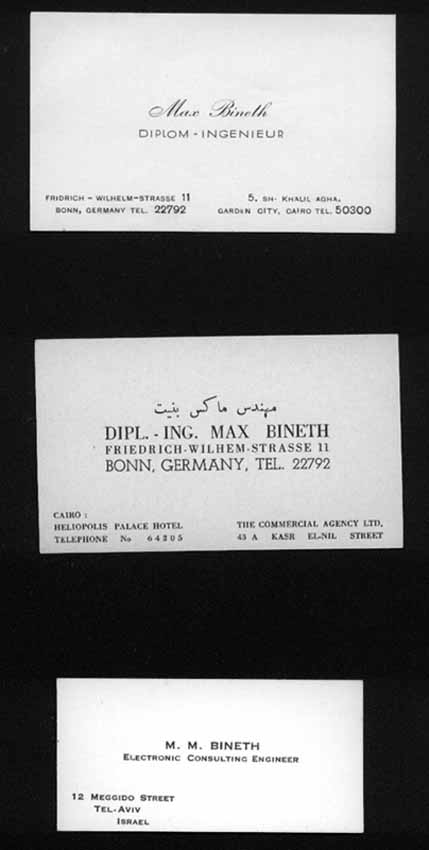 Max Bineth
DIPLOM-INGENIEUR
FRIDRICH - WILHELM-STRASSE 11
BONN, GERMANY TEL. 22792
5. SH. KHALIL AGHA,
GARDEN CITY, CAIRO TEL. 50300
مهندس ماكس بنيت
DIPL. - ING. MAX BINETH
FRIEDRICH-WILHEM-STRASSE 11
BONN, GERMANY, TEL. 22792
CAIRO :
HELIOPOLIS PALACE HOTEL
TELEPHONE No 64205
THE COMMERCIAL AGENCY LTD,
43 A KASR EL-NIL STREET
M. M. BINETH
ELECTRONIC CONSULTING ENGINEER
12 MEGGIDO STREET
TEL-AVIV
ISRAEL